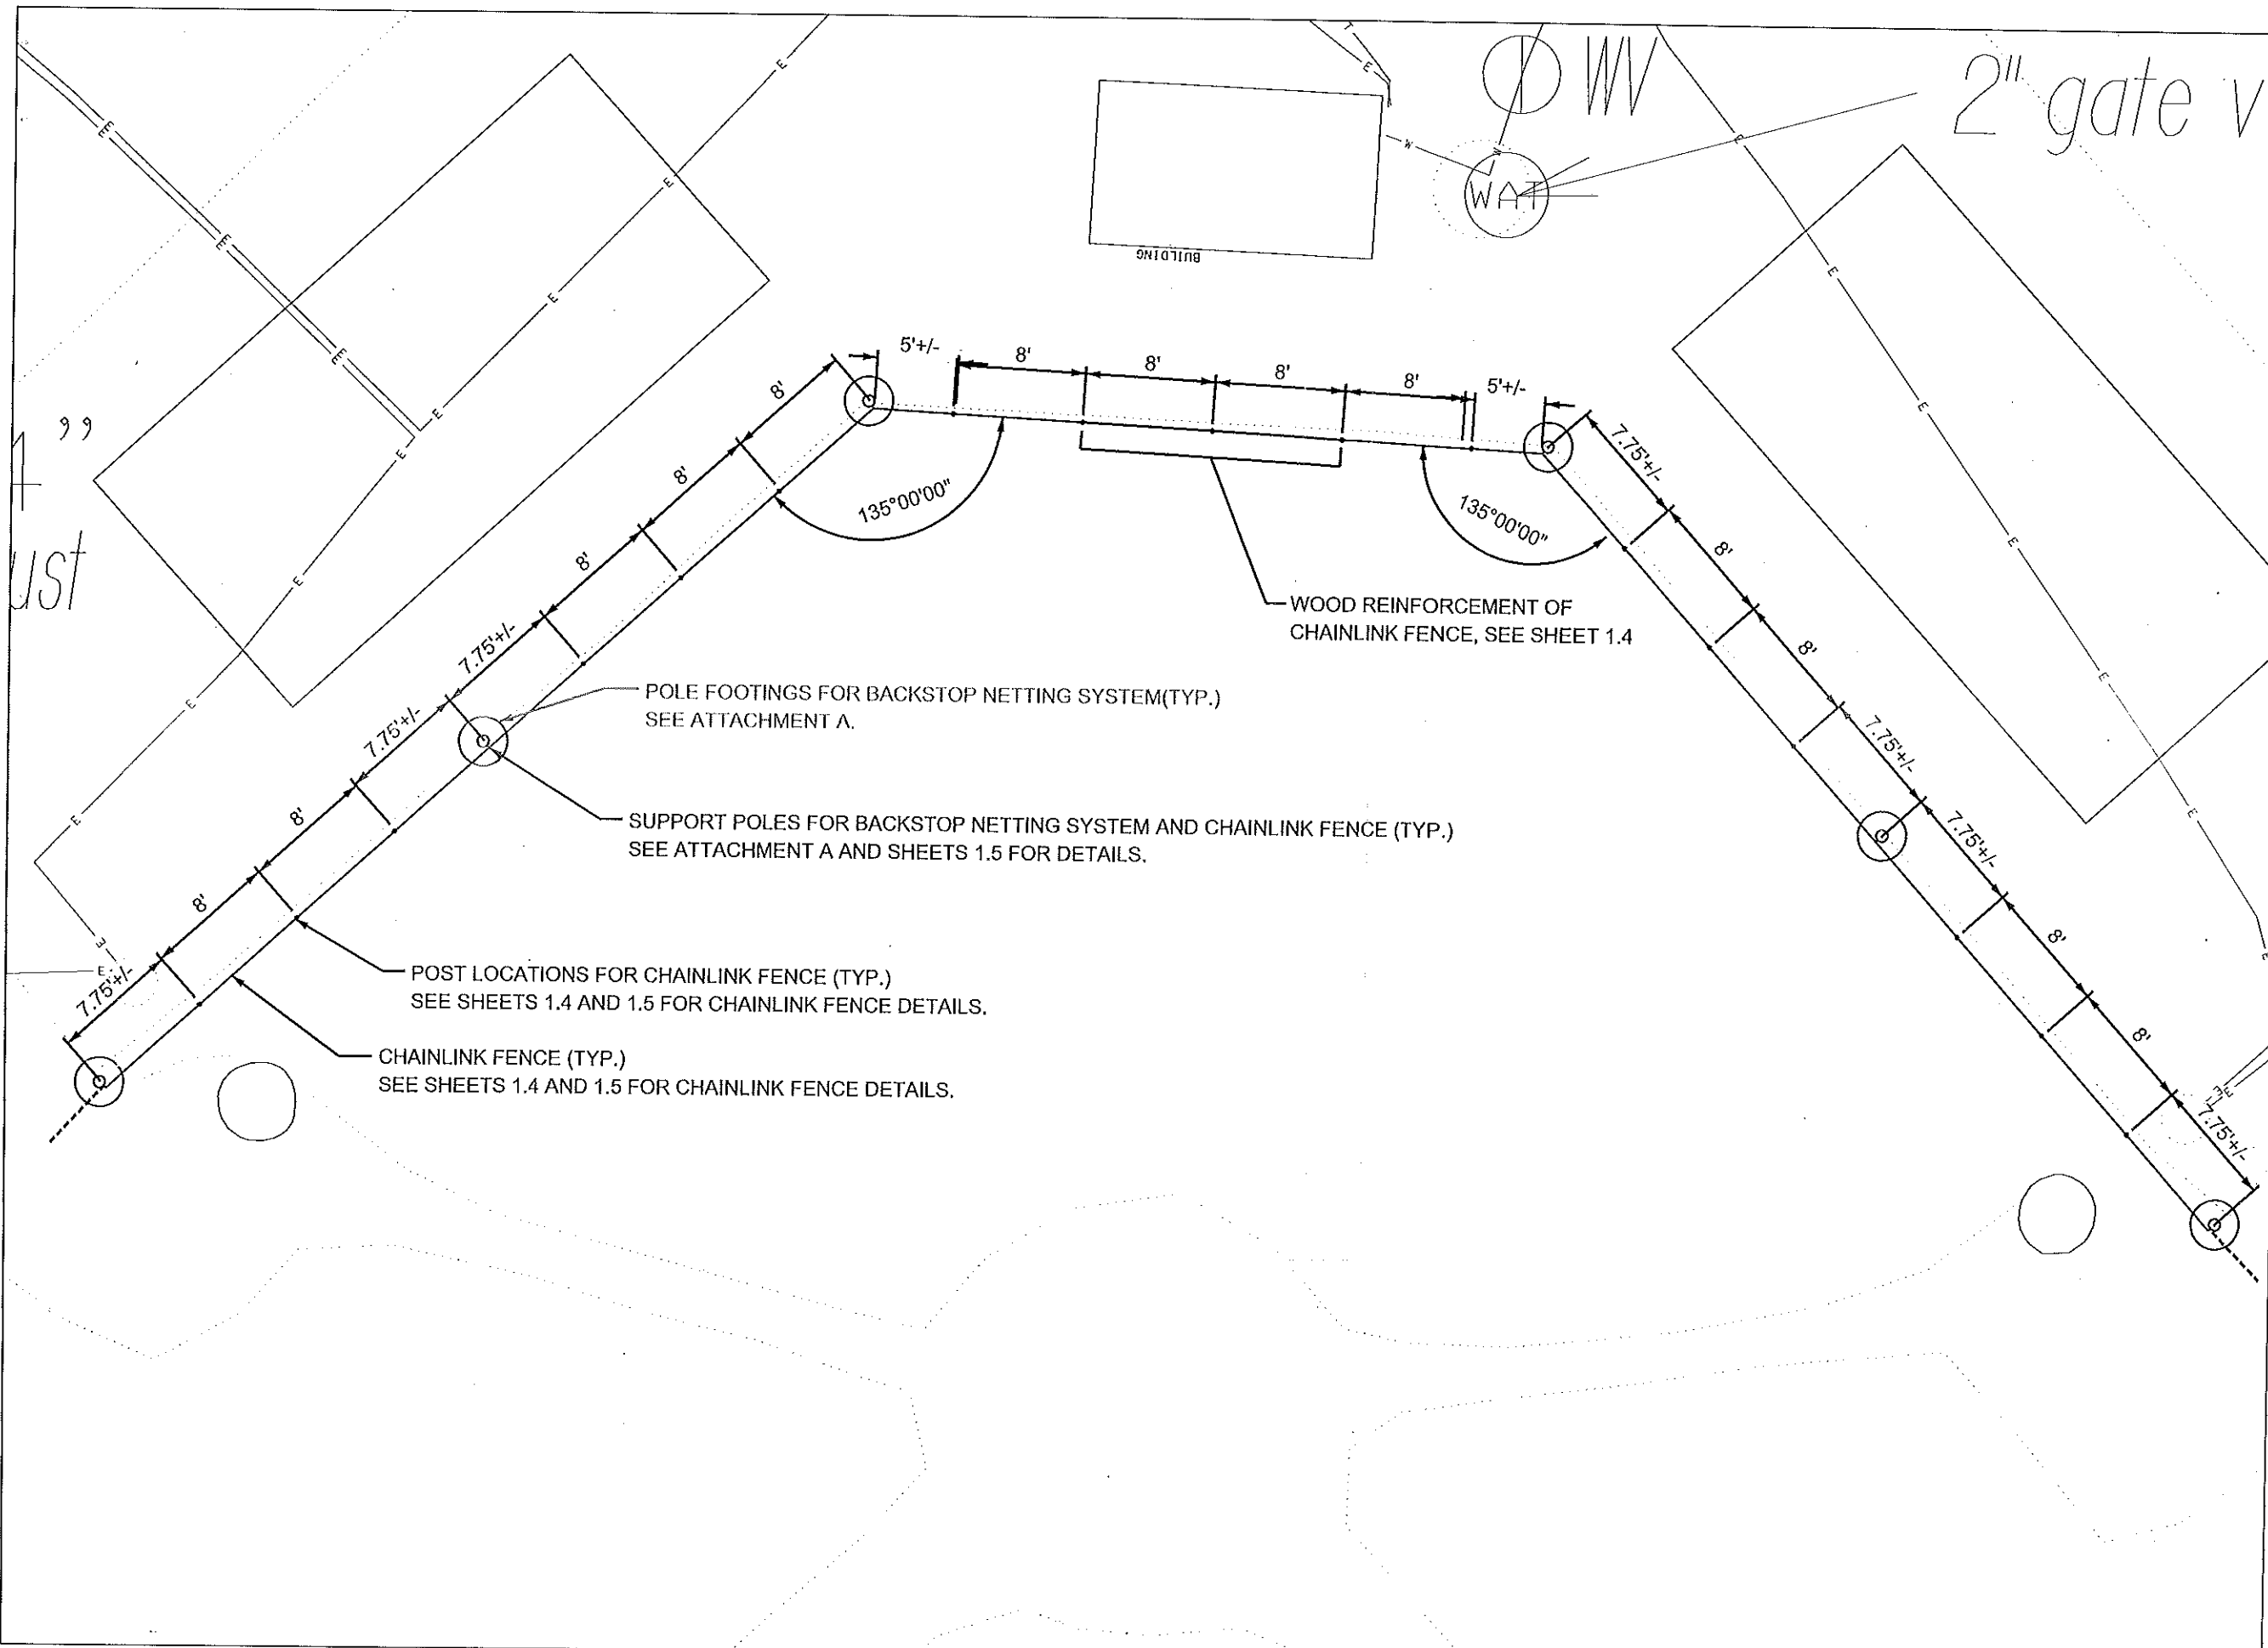 2" gate v
WV
WAT
BUILDING
5'+/-
8'
8'
8'
8'
5'+/-
8'
8'
8'
7.75'+/-
7.75'+/-
8'
8'
7.75'+/-
135°00'00"
135°00'00"
7.75'+/-
8'
8'
7.75'+/-
7.75'+/-
8'
8'
7.75'+/-
ust
WOOD REINFORCEMENT OF
CHAINLINK FENCE, SEE SHEET 1.4
POLE FOOTINGS FOR BACKSTOP NETTING SYSTEM(TYP.)
SEE ATTACHMENT A.
SUPPORT POLES FOR BACKSTOP NETTING SYSTEM AND CHAINLINK FENCE (TYP.)
SEE ATTACHMENT A AND SHEETS 1.5 FOR DETAILS.
POST LOCATIONS FOR CHAINLINK FENCE (TYP.)
SEE SHEETS 1.4 AND 1.5 FOR CHAINLINK FENCE DETAILS.
CHAINLINK FENCE (TYP.)
SEE SHEETS 1.4 AND 1.5 FOR CHAINLINK FENCE DETAILS.